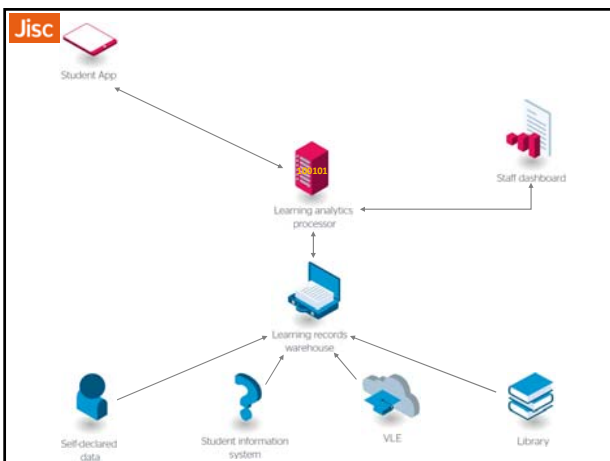 Jisc
Student App
100101
Staff dashboard
Learning analytics
processor
Learning records
warehouse
Self-declared
data
Student information
system
VLE
Library